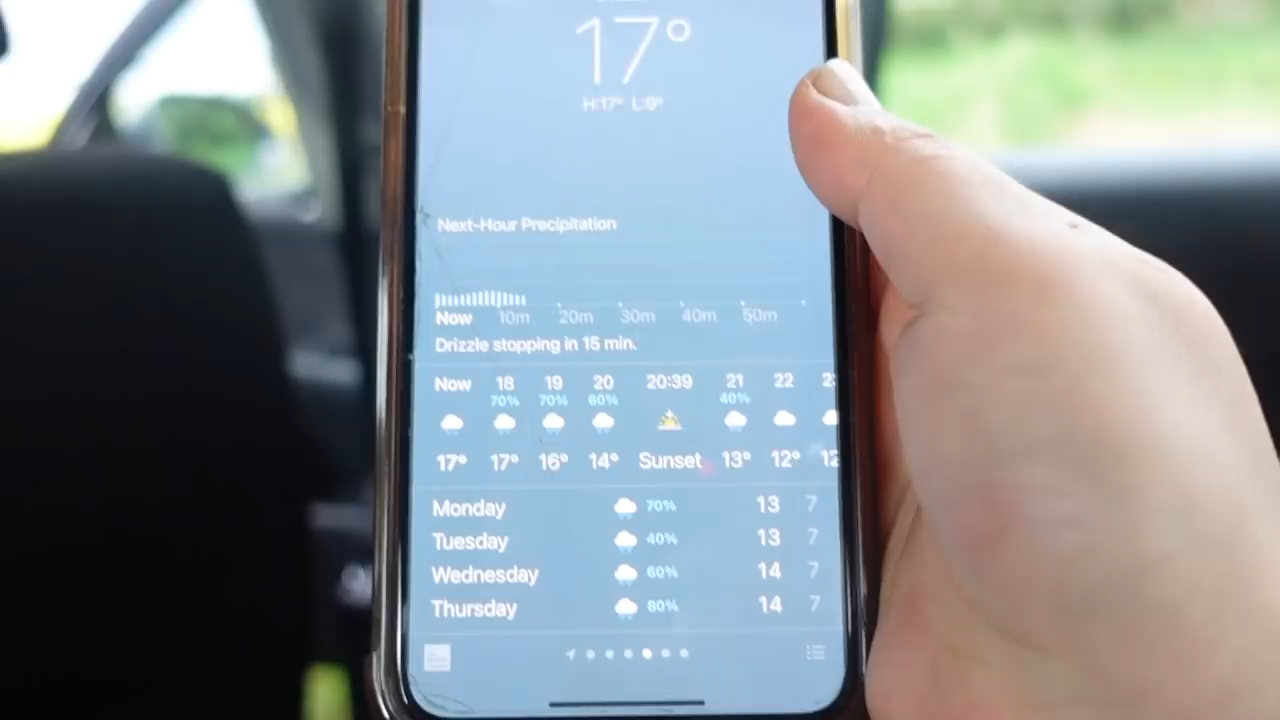 17°
H:17° L:9°
Next-Hour Precipitation
Now 10m 20m 30m 40m 50m
Drizzle stopping in 15 min.
Now 18 19 20 20:39 21 22
70% 70% 60% 40%
17° 17° 16° 14° Sunset 13° 12° 12
Monday 70% 13 7
Tuesday 40% 13 7
Wednesday 60% 14 7
Thursday 80% 14 7